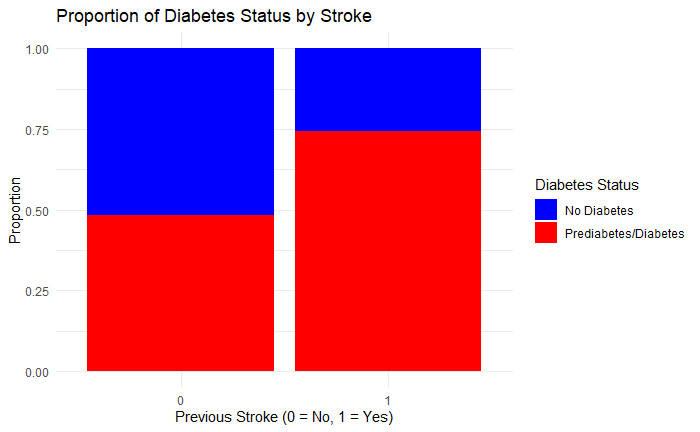 Proportion of Diabetes Status by Stroke
1.00
0.75
0.50
0.25
0.00
Proportion
0 1
Previous Stroke (0 = No, 1 = Yes)
Diabetes Status
No Diabetes
Prediabetes/Diabetes